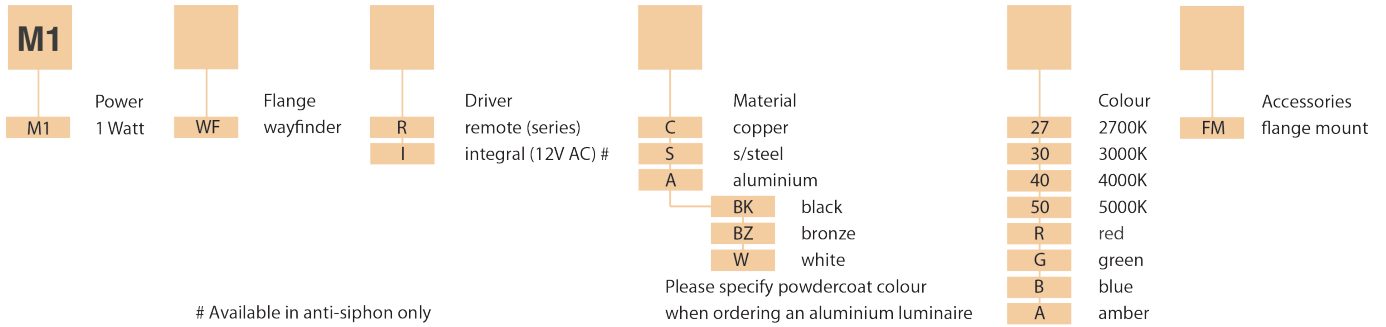 M1
Power
M1 1 Watt
Flange
WF wayfinder
Driver
R remote (series)
I integral (12V AC) #
Material
C copper
S s/steel
A aluminium
BK black
BZ bronze
W white
Please specify powdercoat colour
when ordering an aluminium luminaire
Colour
27 2700K
30 3000K
40 4000K
50 5000K
R red
G green
B blue
A amber
Accessories
FM flange mount
# Available in anti-siphon only